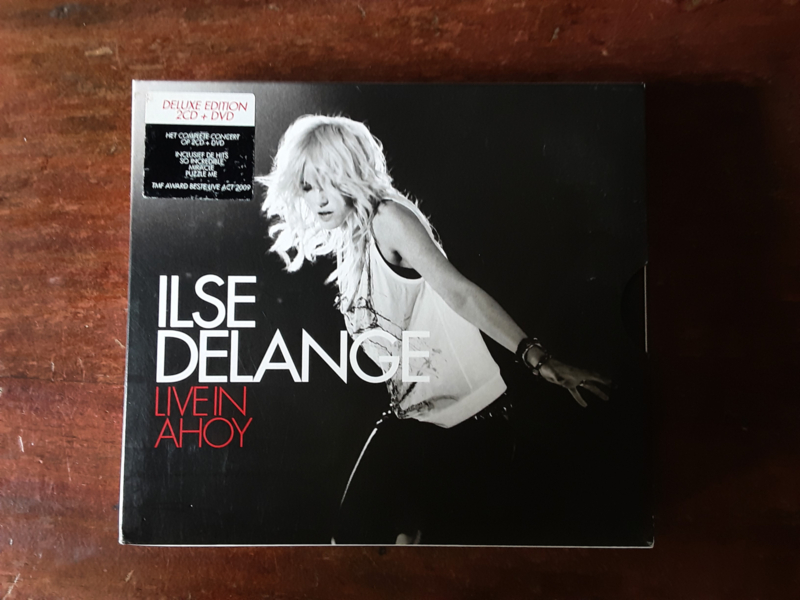 DELUXE EDITION
2CD + DVD
HET COMPLETE CONCERT
OP 2CD + DVD
INCLUSIEF DE HITS
SO INCREDIBLE
MIRACLE
PUZZLE ME
TMF AWARD BESTE LIVE ACT 2009
ILSE
DELANGE
LIVE IN
AHOY